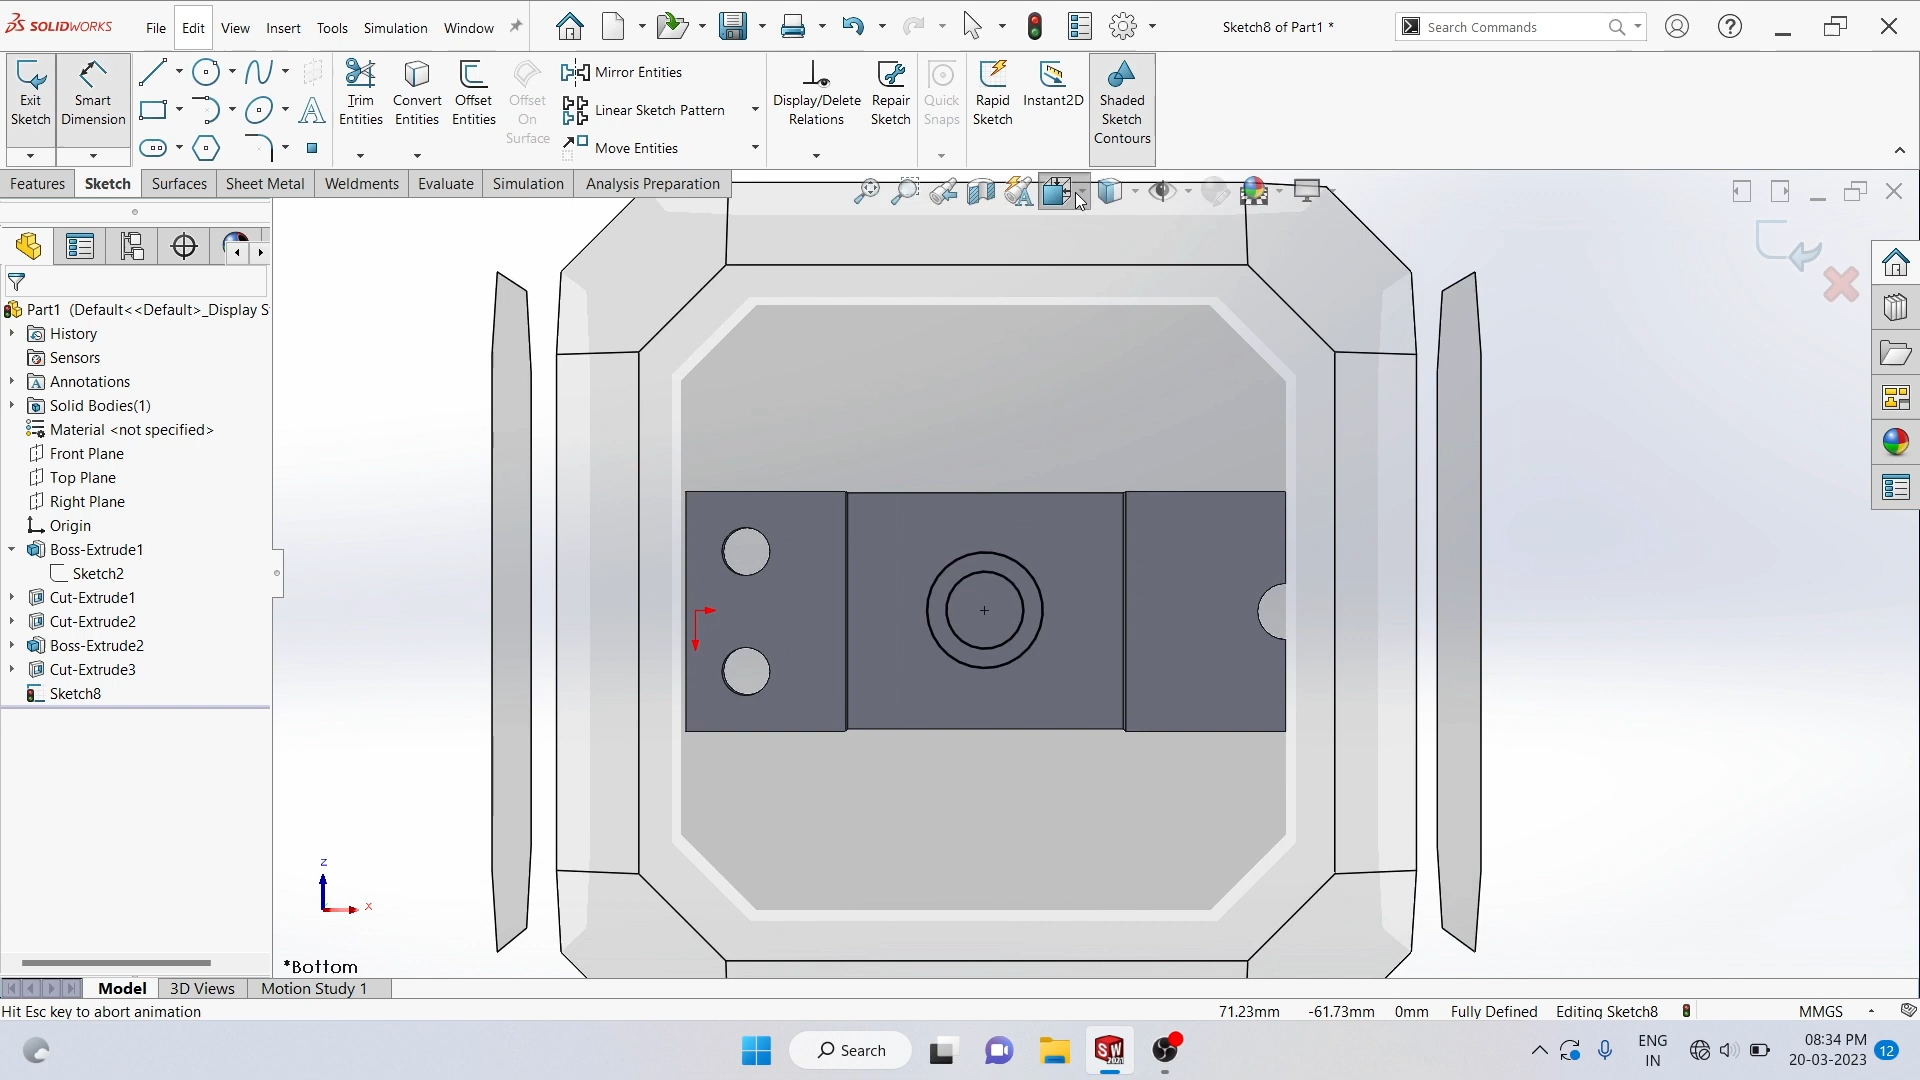 SOLIDWORKS File Edit View Insert Tools Simulation Window Sketch8 of Part1 * Search Commands
Exit Sketch
Smart Dimension
Trim Entities
Convert Entities
Offset Entities
Offset On Surface
Mirror Entities
Linear Sketch Pattern
Move Entities
Display/Delete Relations
Repair Sketch
Quick Snaps
Rapid Sketch
Instant2D
Shaded Sketch Contours
Features Sketch Surfaces Sheet Metal Weldments Evaluate Simulation Analysis Preparation
Part1 (Default<<Default>_Display S
History
Sensors
Annotations
Solid Bodies(1)
Material <not specified>
Front Plane
Top Plane
Right Plane
Origin
Boss-Extrude1
Sketch2
Cut-Extrude1
Cut-Extrude2
Boss-Extrude2
Cut-Extrude3
Sketch8
Z
X
*Bottom
Model 3D Views Motion Study 1
Hit Esc key to abort animation 71.23mm -61.73mm 0mm Fully Defined Editing Sketch8 MMGS
Search
SW
2021
ENG
IN
08:34 PM
20-03-2023
12